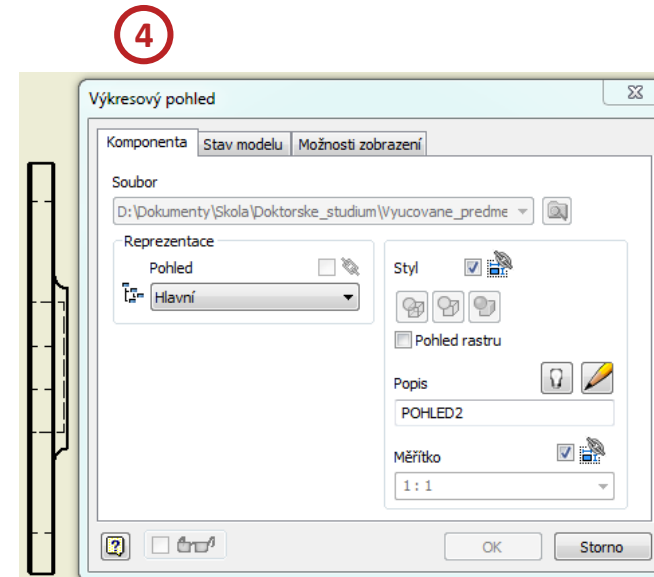 4
Výkresový pohled
Komponenta Stav modelu Možnosti zobrazení
Soubor
D:\Dokumenty\Skola\Doktorske_studium\Vyucovane_predme
Reprezentace
Pohled
Hlavní
Styl
Pohled rastru
Popis
POHLED2
Měřítko
1 : 1
OK Storno